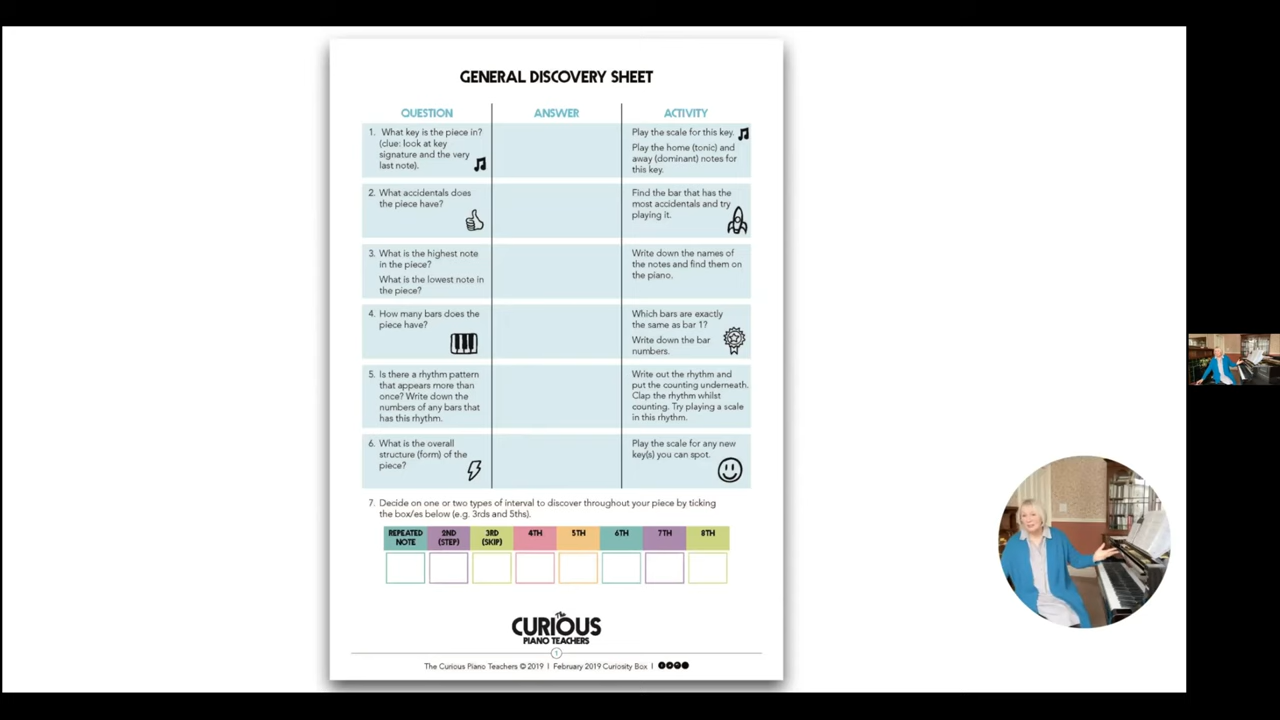 GENERAL DISCOVERY SHEET
QUESTION
ANSWER
ACTIVITY
1. What key is the piece in?
(clue: look at key
signature and the very
last note).
Play the scale for this key.
Play the home (tonic) and
away (dominant) notes for
this key.
2. What accidentals does
the piece have?
Find the bar that has the
most accidentals and try
playing it.
3. What is the highest note
in the piece?
What is the lowest note in
the piece?
Write down the names of
the notes and find them on
the piano.
4. How many bars does the
piece have?
Which bars are exactly
the same as bar 1?
Write down the bar
numbers.
5. Is there a rhythm pattern
that appears more than
once? Write down the
numbers of any bars that
has this rhythm.
Write out the rhythm and
put the counting underneath.
Clap the rhythm whilst
counting. Try playing a scale
in this rhythm.
6. What is the overall
structure (form) of the
piece?
Play the scale for any new
key(s) you can spot.
7. Decide on one or two types of interval to discover throughout your piece by ticking
the box/es below (e.g. 3rds and 5ths).
REPEATED
NOTE
2ND
(STEP)
3RD
(SKIP)
4TH
5TH
6TH
7TH
8TH
The
CURIOUS
PIANO TEACHERS
1
The Curious Piano Teachers © 2019 | February 2019 Curiosity Box |